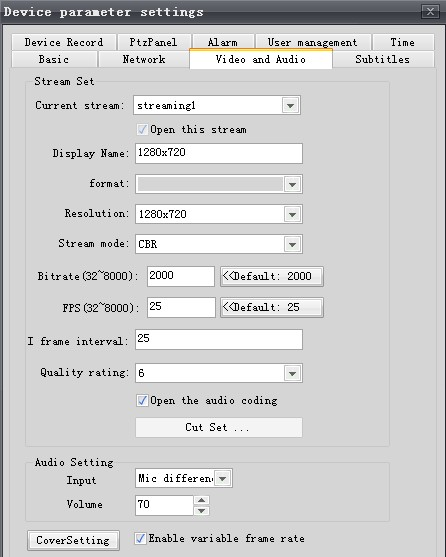 Device parameter settings
Device Record PtzPanel Alarm User management Time
Basic Network Video and Audio Subtitles
Stream Set
Current stream: streaming1
Open this stream
Display Name: 1280x720
format:
Resolution: 1280x720
Stream mode: CBR
Bitrate(32~8000): 2000 <<Default: 2000
FPS(32~8000): 25 <<Default: 25
I frame interval: 25
Quality rating: 6
Open the audio coding
Cut Set ...
Audio Setting
Input Mic differen
Volume 70
CoverSetting Enable variable frame rate